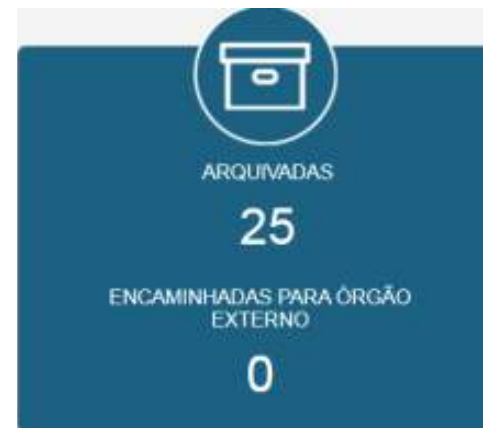 ARQUIVADAS
25
ENCAMINHADAS PARA ÓRGÃO
EXTERNO
0